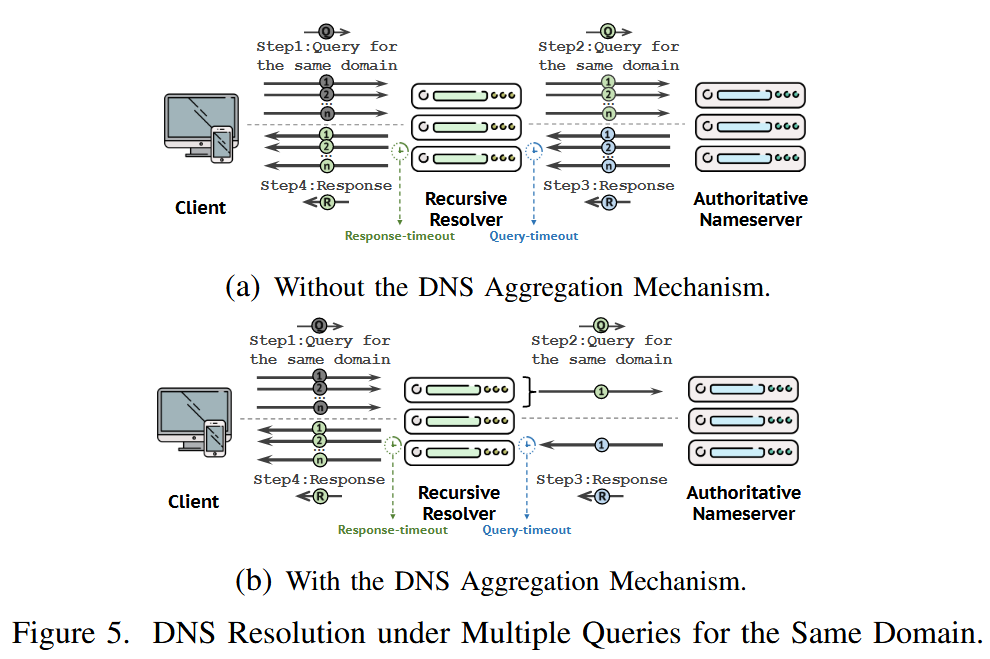 Q
Q
Step1:Query for
the same domain
Step2:Query for
the same domain
1
2
...
n
1
2
...
n
1
2
...
n
1
2
...
n
Step4:Response
R
Step3:Response
R
Client
Recursive
Resolver
Authoritative
Nameserver
Response-timeout
Query-timeout
(a) Without the DNS Aggregation Mechanism.
Q
Q
Step1:Query for
the same domain
Step2:Query for
the same domain
1
2
...
n
1
1
2
...
n
1
Step4:Response
R
Step3:Response
R
Client
Recursive
Resolver
Authoritative
Nameserver
Response-timeout
Query-timeout
(b) With the DNS Aggregation Mechanism.
Figure 5. DNS Resolution under Multiple Queries for the Same Domain.